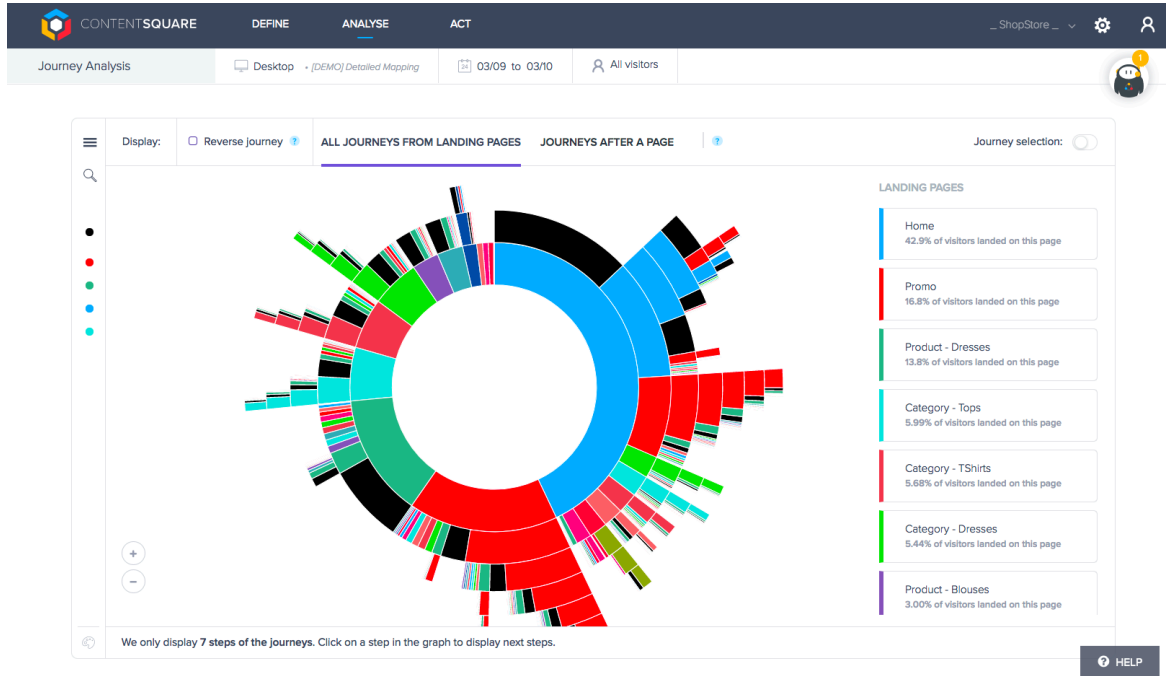 CONTENTSQUARE DEFINE ANALYSE ACT _ ShopStore _
Journey Analysis Desktop • [DEMO] Detailed Mapping 24 03/09 to 03/10 All visitors 1
Display: Reverse journey ? ALL JOURNEYS FROM LANDING PAGES JOURNEYS AFTER A PAGE ? Journey selection:
LANDING PAGES
Home
42.9% of visitors landed on this page
Promo
16.8% of visitors landed on this page
Product - Dresses
13.8% of visitors landed on this page
Category - Tops
5.99% of visitors landed on this page
Category - TShirts
5.68% of visitors landed on this page
Category - Dresses
5.44% of visitors landed on this page
Product - Blouses
3.00% of visitors landed on this page
+
−
We only display 7 steps of the journeys. Click on a step in the graph to display next steps.
? HELP